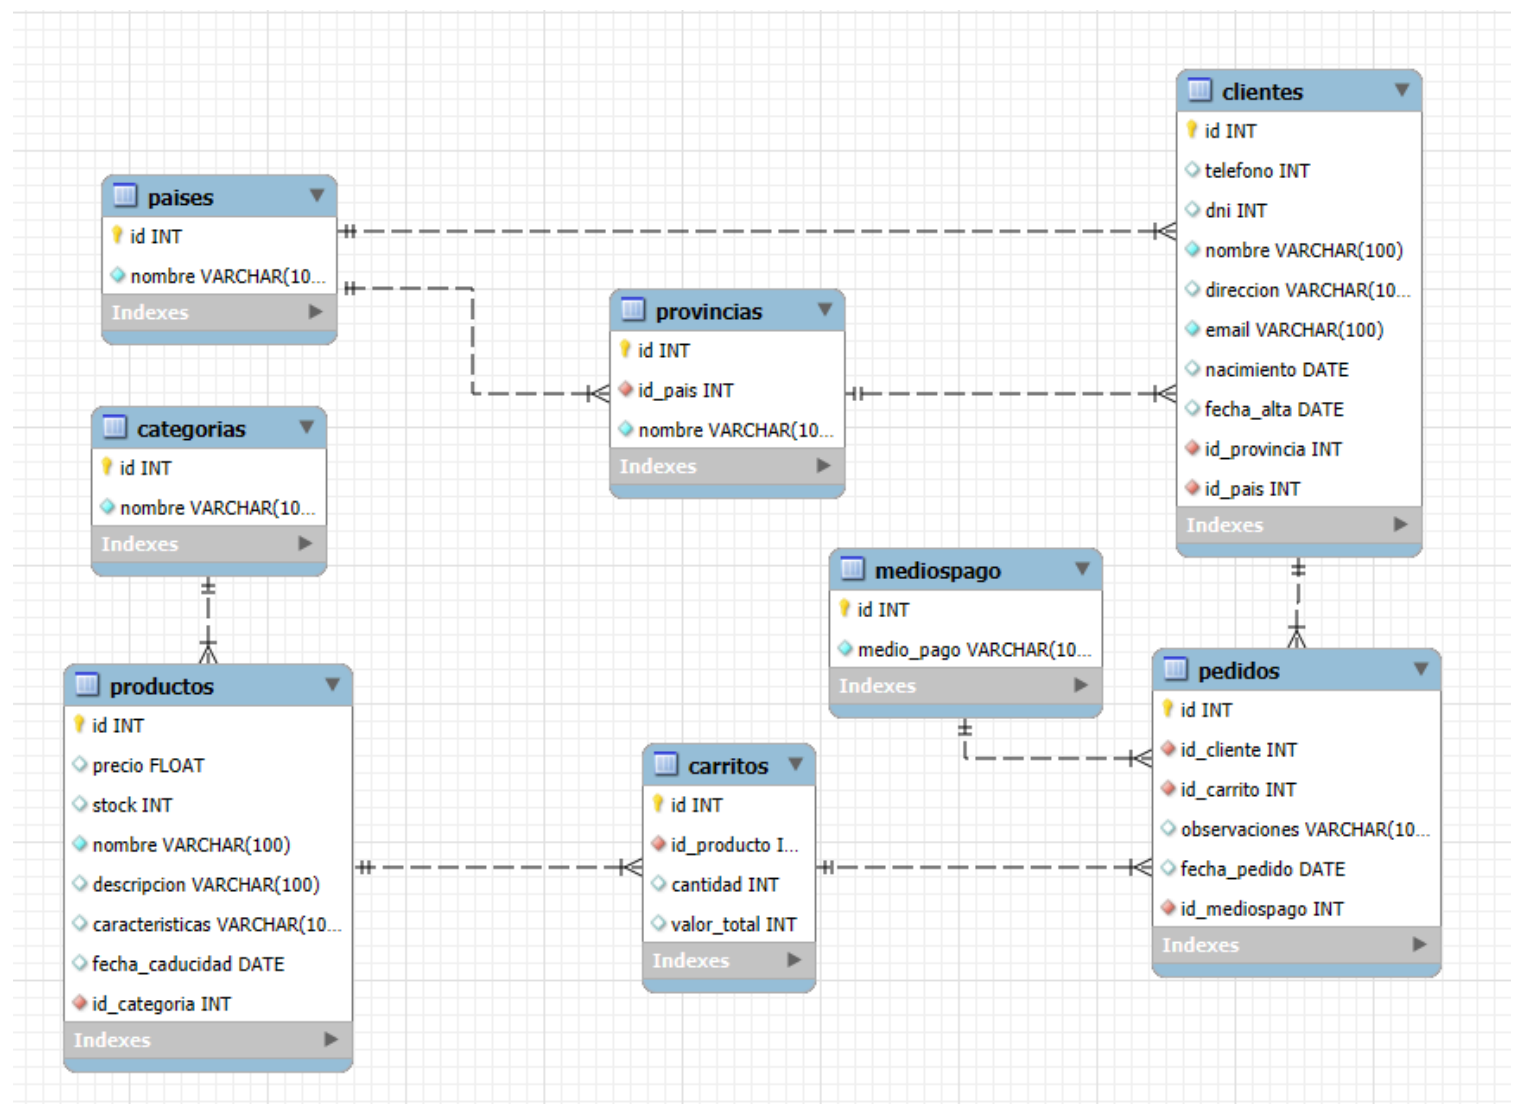 clientes
id INT
telefono INT
dni INT
nombre VARCHAR(100)
direccion VARCHAR(10...
email VARCHAR(100)
nacimiento DATE
fecha_alta DATE
id_provincia INT
id_pais INT
Indexes
paises
id INT
nombre VARCHAR(10...
Indexes
provincias
id INT
id_pais INT
nombre VARCHAR(10...
Indexes
categorias
id INT
nombre VARCHAR(10...
Indexes
mediospago
id INT
medio_pago VARCHAR(10...
Indexes
pedidos
id INT
id_cliente INT
id_carrito INT
observaciones VARCHAR(10...
fecha_pedido DATE
id_mediospago INT
Indexes
productos
id INT
precio FLOAT
stock INT
nombre VARCHAR(100)
descripcion VARCHAR(100)
caracteristicas VARCHAR(10...
fecha_caducidad DATE
id_categoria INT
Indexes
carritos
id INT
id_producto I...
cantidad INT
valor_total INT
Indexes